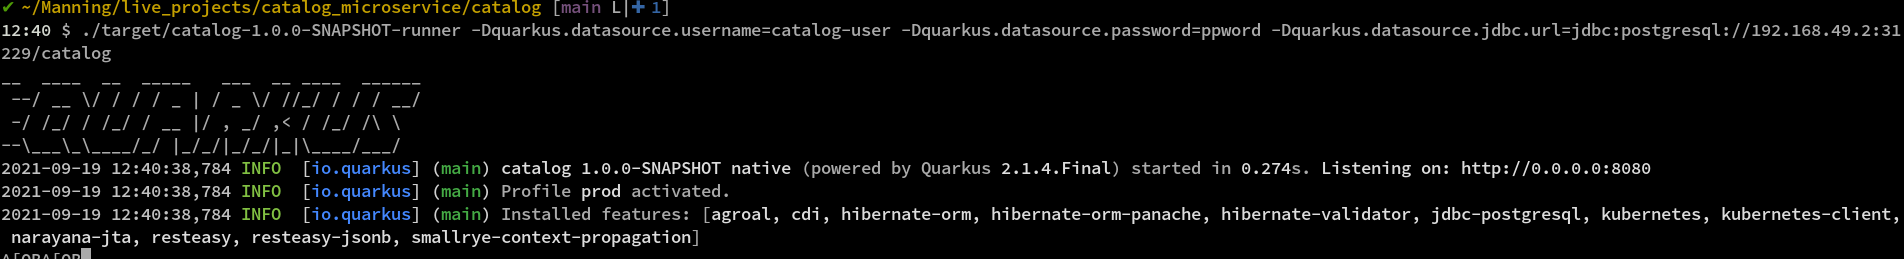 ✔ ~/Manning/live_projects/catalog_microservice/catalog [main L|✚ 1]
12:40 $ ./target/catalog-1.0.0-SNAPSHOT-runner -Dquarkus.datasource.username=catalog-user -Dquarkus.datasource.password=ppword -Dquarkus.datasource.jdbc.url=jdbc:postgresql://192.168.49.2:31
229/catalog
__  ____  __  _____   ___  __ ____  ______
 --/ __ \/ / / / _ | / _ \/ //_/ / / / __/
 -/ /_/ / /_/ / __ |/ , _/ ,< / /_/ /\ \
--\___\_\____/_/ |_/_/|_/_/|_|\____/___/
2021-09-19 12:40:38,784 INFO  [io.quarkus] (main) catalog 1.0.0-SNAPSHOT native (powered by Quarkus 2.1.4.Final) started in 0.274s. Listening on: http://0.0.0.0:8080
2021-09-19 12:40:38,784 INFO  [io.quarkus] (main) Profile prod activated.
2021-09-19 12:40:38,784 INFO  [io.quarkus] (main) Installed features: [agroal, cdi, hibernate-orm, hibernate-orm-panache, hibernate-validator, jdbc-postgresql, kubernetes, kubernetes-client,
 narayana-jta, resteasy, resteasy-jsonb, smallrye-context-propagation]